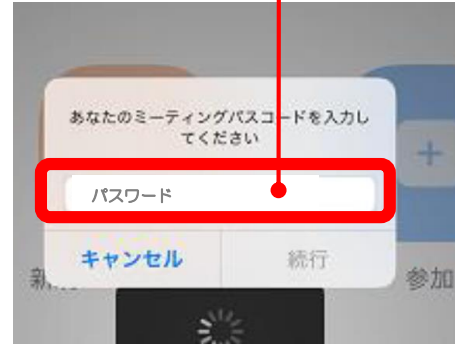 あなたのミーティングパスコードを入力し
てください
パスワード
キャンセル
続行
新
参加